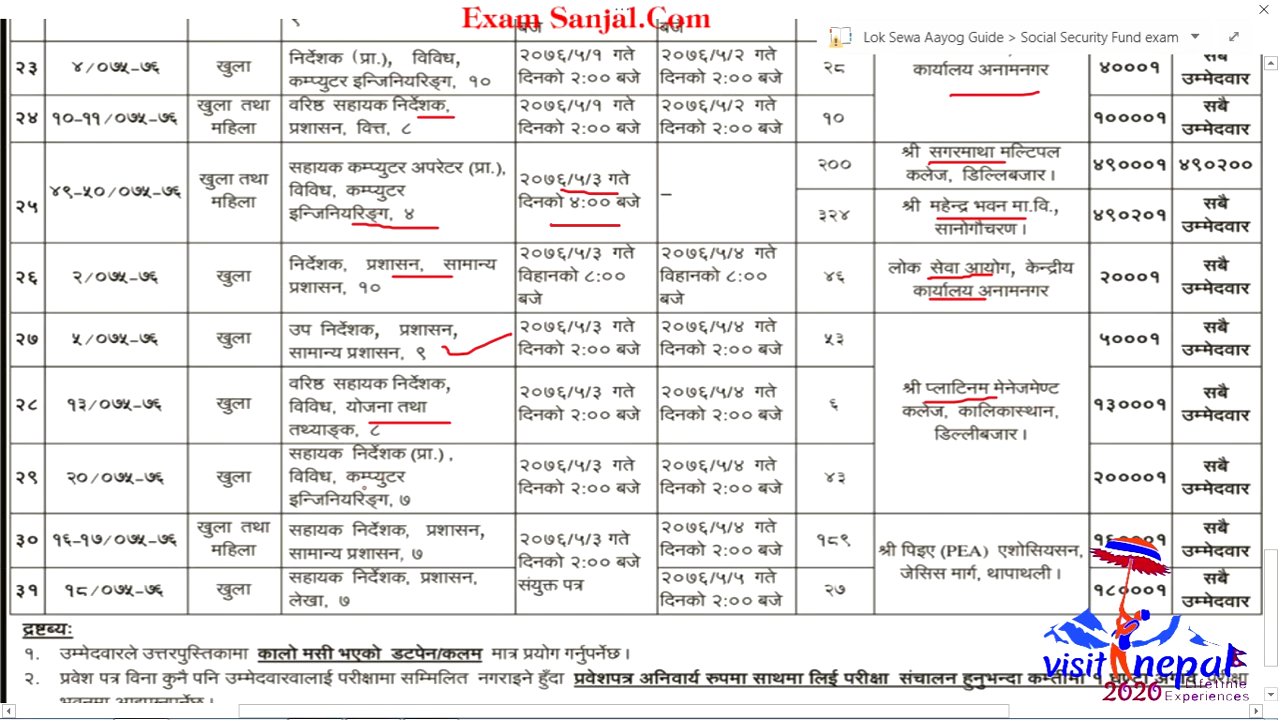 Exam Sanjal.Com
Lok Sewa Aayog Guide > Social Security Fund exam
बजे बजे
२३ ४/०७५-७६ खुला निर्देशक (प्रा.), विविध, कम्प्युटर इन्जिनियरिङ्ग, १० २०७६/५/१ गते दिनको २:०० बजे २०७६/५/२ गते दिनको २:०० बजे २८ कार्यालय अनामनगर ४०००१ सबै उम्मेदवार
२४ १०-११/०७५-७६ खुला तथा महिला वरिष्ठ सहायक निर्देशक, प्रशासन, वित्त, ८ २०७६/५/१ गते दिनको २:०० बजे २०७६/५/२ गते दिनको २:०० बजे १० १००००१ सबै उम्मेदवार
२५ ४९-५०/०७५-७६ खुला तथा महिला सहायक कम्प्युटर अपरेटर (प्रा.), विविध, कम्प्युटर इन्जिनियरिङ्ग, ४ २०७६/५/३ गते दिनको ४:०० बजे – २०० श्री सगरमाथा मल्टिपल कलेज, डिल्लिबजार। ४९०००१ ४९०२००
३२४ श्री महेन्द्र भवन मा.वि., सानोगौचरण। ४९०२०१ सबै उम्मेदवार
२६ २/०७५-७६ खुला निर्देशक, प्रशासन, सामान्य प्रशासन, १० २०७६/५/३ गते विहानको ८:०० बजे २०७६/५/४ गते विहानको ८:०० बजे ४६ लोक सेवा आयोग, केन्द्रीय कार्यालय अनामनगर २०००१ सबै उम्मेदवार
२७ ५/०७५-७६ खुला उप निर्देशक, प्रशासन, सामान्य प्रशासन, ९ २०७६/५/३ गते दिनको २:०० बजे २०७६/५/४ गते दिनको २:०० बजे ५३ ५०००१ सबै उम्मेदवार
२८ १३/०७५-७६ खुला वरिष्ठ सहायक निर्देशक, विविध, योजना तथा तथ्याङ्क, ८ २०७६/५/३ गते दिनको २:०० बजे २०७६/५/४ गते दिनको २:०० बजे ६ श्री प्लाटिनम मेनेजमेण्ट कलेज, कालिकास्थान, डिल्लीबजार। १३०००१ सबै उम्मेदवार
२९ २०/०७५-७६ खुला सहायक निर्देशक (प्रा.), विविध, कम्प्युटर इन्जिनियरिङ्ग, ७ २०७६/५/३ गते दिनको २:०० बजे २०७६/५/४ गते दिनको २:०० बजे ४३ २००००१ सबै उम्मेदवार
३० १६-१७/०७५-७६ खुला तथा महिला सहायक निर्देशक, प्रशासन, सामान्य प्रशासन, ७ २०७६/५/३ गते दिनको २:०० बजे संयुक्त पत्र २०७६/५/४ गते दिनको २:०० बजे १८९ श्री पिइए (PEA) एशोसियसन, जेसिस मार्ग, थापाथली। सबै उम्मेदवार
३१ १८/०७५-७६ खुला सहायक निर्देशक, प्रशासन, लेखा, ७ २०७६/५/५ गते दिनको २:०० बजे २७ १८०००१ सबै उम्मेदवार
द्रष्टब्यः
१. उम्मेदवारले उत्तरपुस्तिकामा कालो मसी भएको डटपेन/कलम मात्र प्रयोग गर्नुपर्नेछ।
२. प्रवेश पत्र विना कुनै पनि उम्मेदवारवालाई परीक्षामा सम्मिलित नगराइने हुँदा प्रवेशपत्र अनिवार्य रुपमा साथमा लिई परीक्षा संचालन हुनुभन्दा कम्तीमा
visit nepal
2020 Lifetime
Experiences